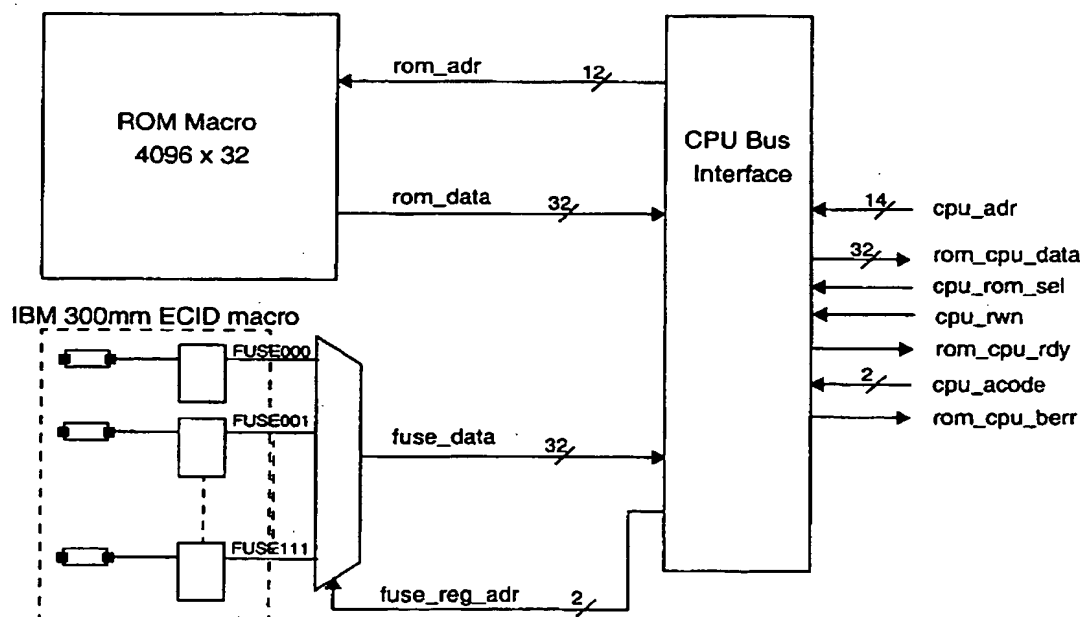 rom_adr
12
ROM Macro
4096 x 32
CPU Bus
Interface
rom_data
32
14
cpu_adr
32
rom_cpu_data
cpu_rom_sel
IBM 300mm ECID macro
cpu_rwn
FUSE000
rom_cpu_rdy
2
cpu_acode
FUSE001
rom_cpu_berr
fuse_data
32
FUSE111
fuse_reg_adr
2